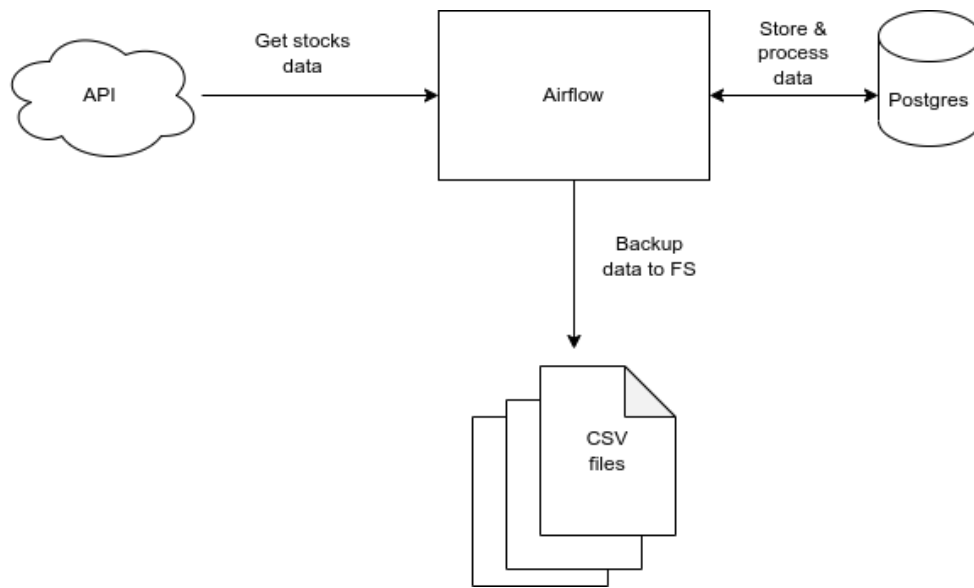 API
Get stocks
data
Airflow
Store &
process
data
Postgres
Backup
data to FS
CSV
files